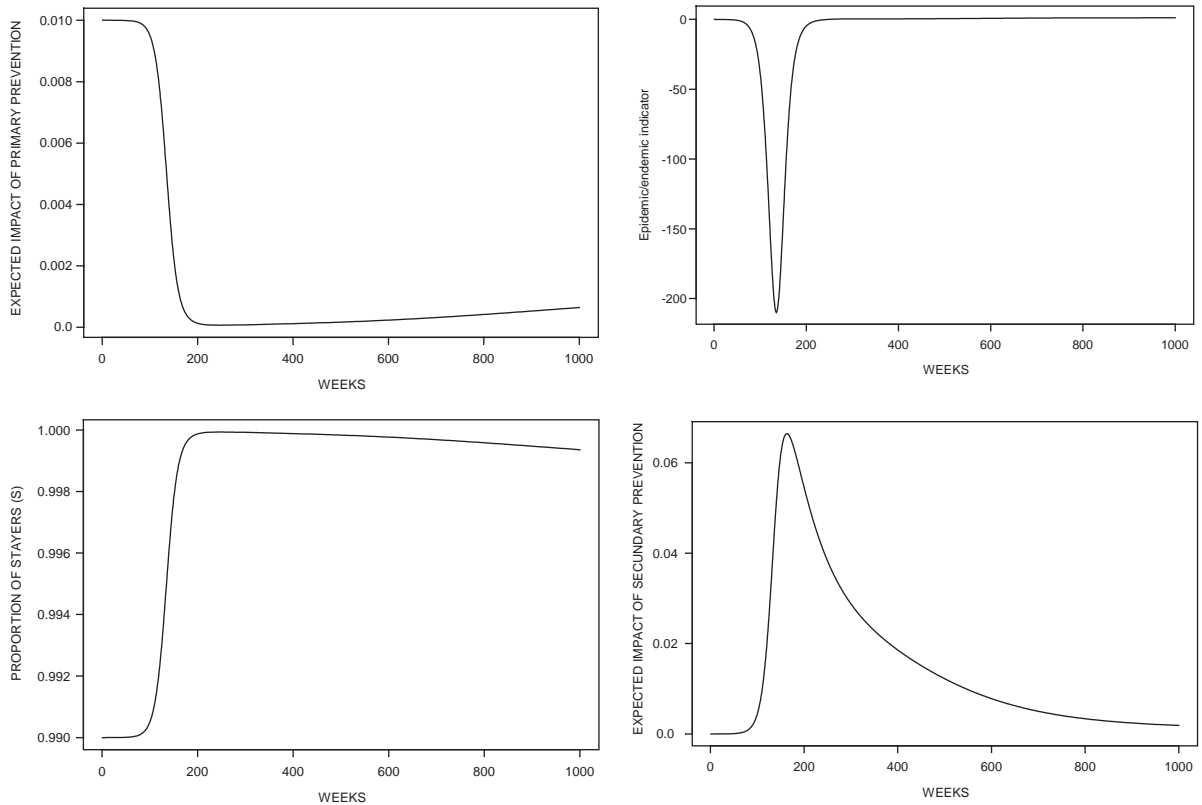 EXPECTED IMPACT OF PRIMARY PREVENTION
0.010
0.008
0.006
0.004
0.002
0.0
0 200 400 600 800 1000
WEEKS
Epidemic/endemic indicator
0
-50
-100
-150
-200
0 200 400 600 800 1000
WEEKS
PROPORTION OF STAYERS (S)
1.000
0.998
0.996
0.994
0.992
0.990
0 200 400 600 800 1000
WEEKS
EXPECTED IMPACT OF SECUNDARY PREVENTION
0.06
0.04
0.02
0.0
0 200 400 600 800 1000
WEEKS